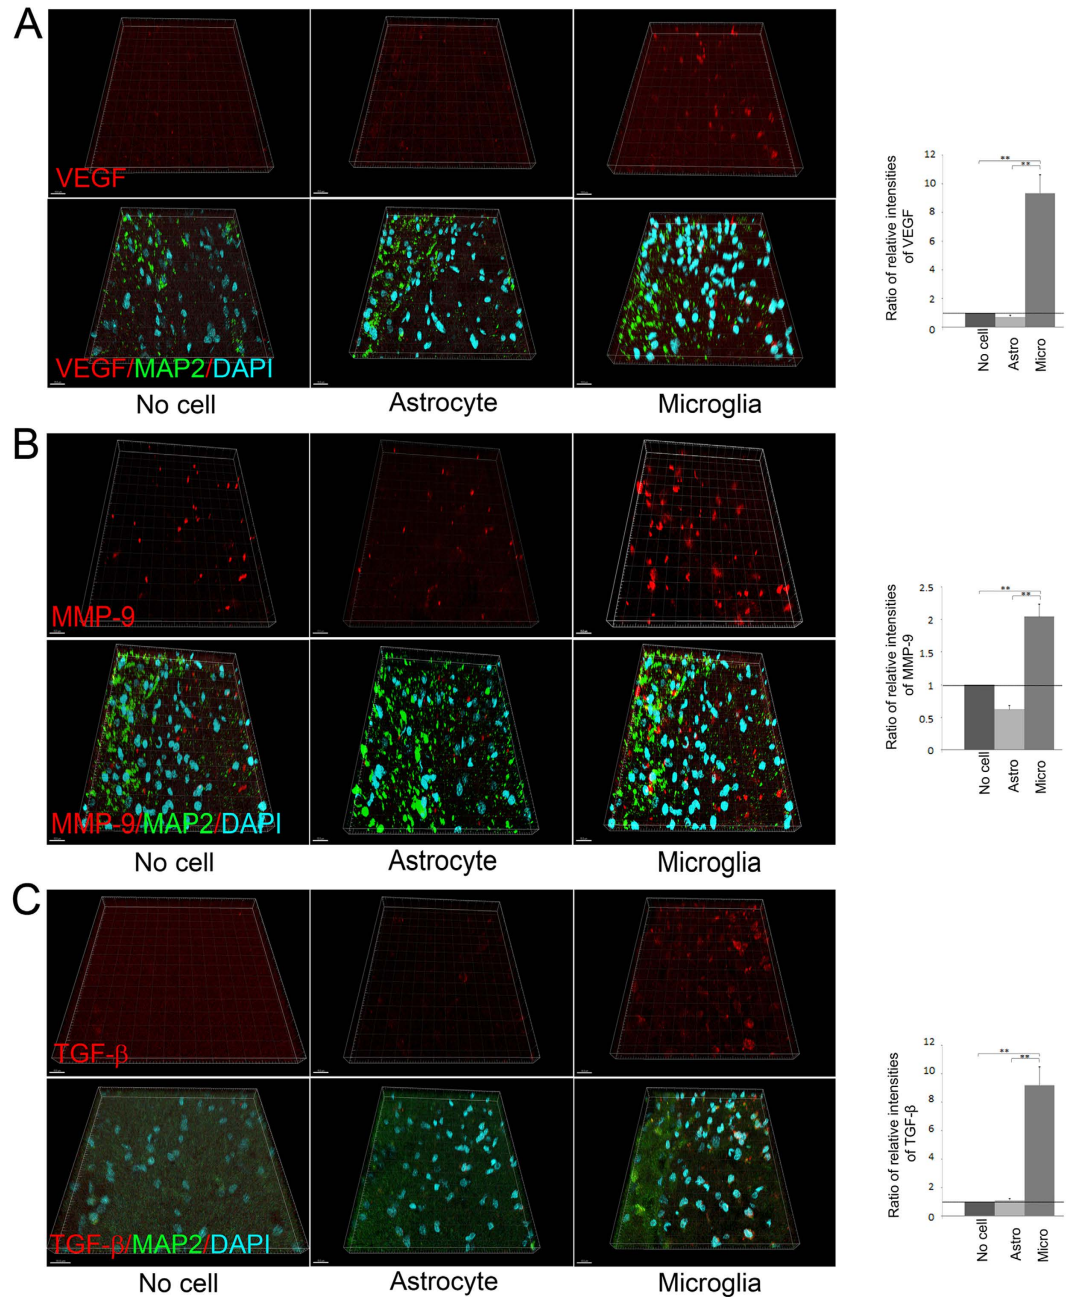 A
VEGF
VEGF/MAP2/DAPI
No cell
Astrocyte
Microglia
Ratio of relative intensities
of VEGF
12
10
8
6
4
2
0
**
**
No cell
Astro
Micro
B
MMP-9
MMP-9/MAP2/DAPI
No cell
Astrocyte
Microglia
Ratio of relative intensities
of MMP-9
2.5
2
1.5
1
0.5
0
**
**
No cell
Astro
Micro
C
TGF-β
TGF-β/MAP2/DAPI
No cell
Astrocyte
Microglia
Ratio of relative intensities
of TGF-β
12
10
8
6
4
2
0
**
**
No cell
Astro
Micro